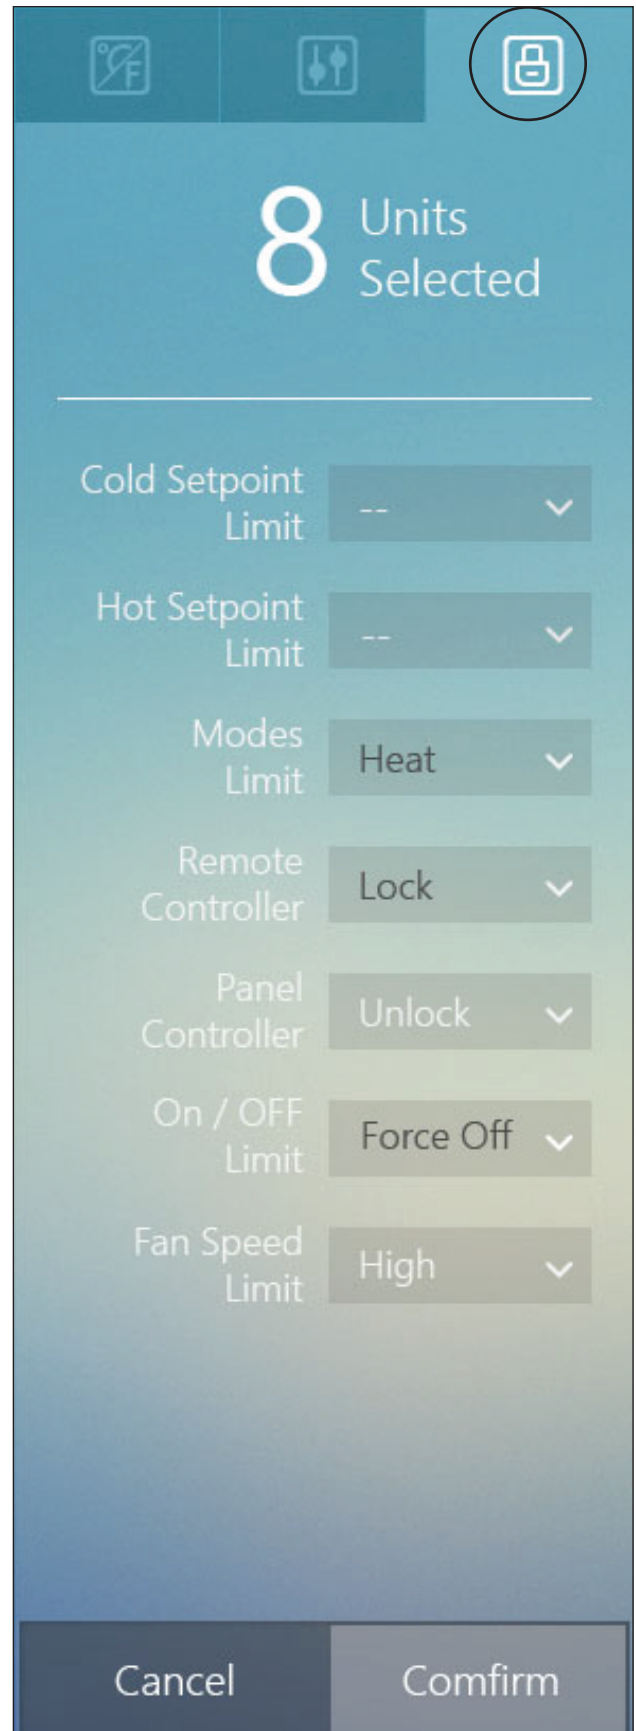 °C/F
8 Units
Selected
Cold Setpoint
Limit
--
Hot Setpoint
Limit
--
Modes
Limit
Heat
Remote
Controller
Lock
Panel
Controller
Unlock
On / OFF
Limit
Force Off
Fan Speed
Limit
High
Cancel
Comfirm